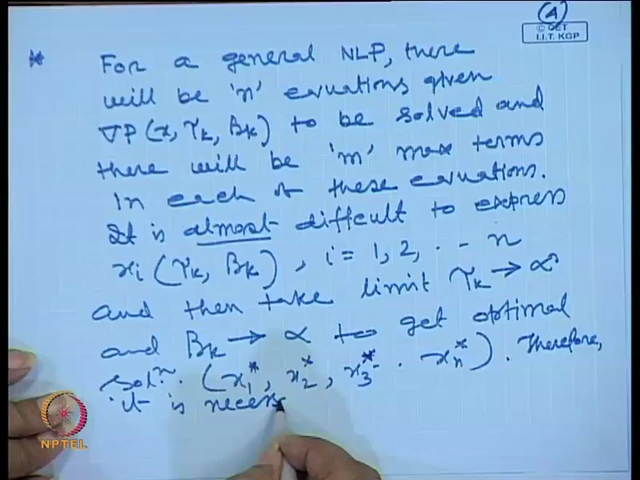 4
© CET
I.I.T. KGP
* For a general NLP, there
will be 'n' equations given
∇P(x, γk, βk) to be solved and
there will be 'm' max terms
in each of these equations.
It is almost difficult to express
xi (γk, βk), i = 1, 2, .. n
and then take limit γk → ∞
and βk → ∝ to get optimal
Soln. (x1*, x2*, x3* . xn*). Therefore,
it is necess
NPTEL